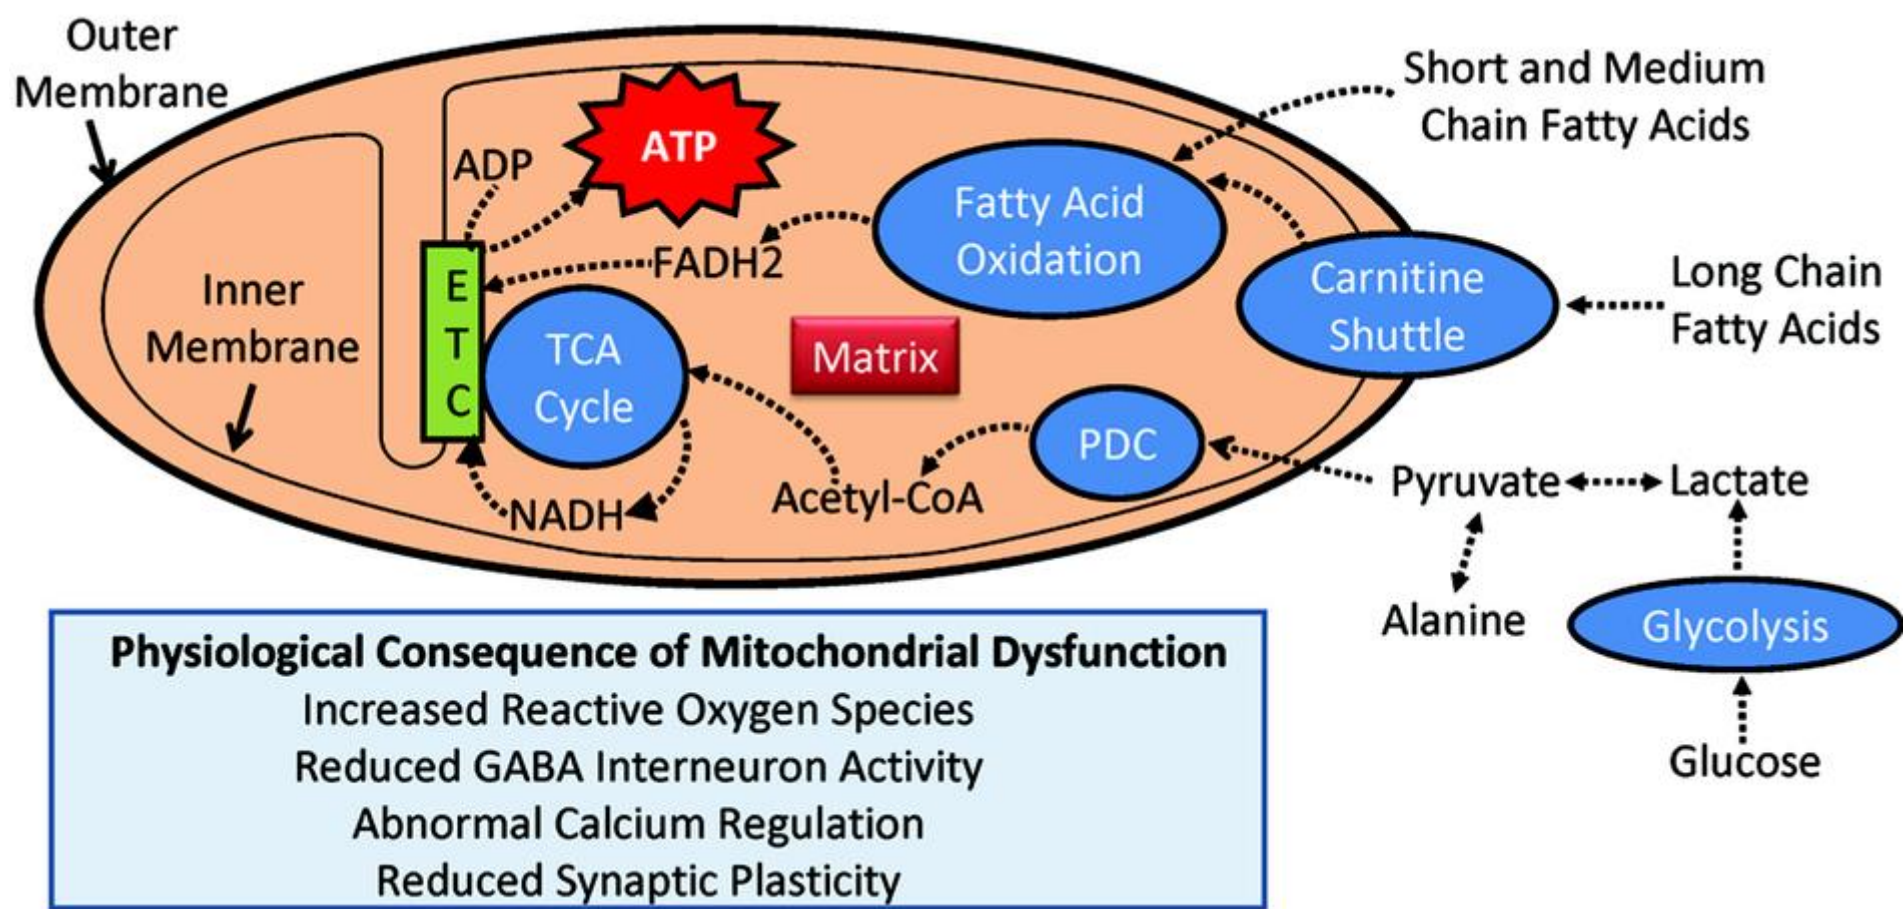 Outer
Membrane
Short and Medium
Chain Fatty Acids
ATP
ADP
Fatty Acid
Oxidation
FADH2
Carnitine
Shuttle
Long Chain
Fatty Acids
Inner
Membrane
E
T
C
TCA
Cycle
Matrix
PDC
Acetyl-CoA
NADH
Pyruvate
Lactate
Alanine
Glycolysis
Glucose
Physiological Consequence of Mitochondrial Dysfunction
Increased Reactive Oxygen Species
Reduced GABA Interneuron Activity
Abnormal Calcium Regulation
Reduced Synaptic Plasticity